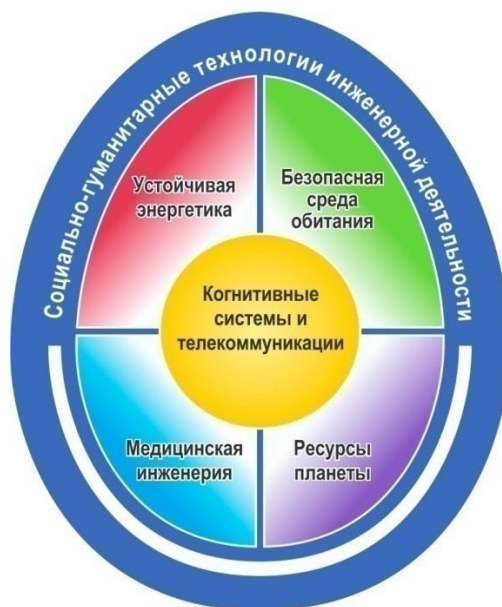 Социально-гуманитарные технологии инженерной деятельности
Устойчивая
энергетика
Безопасная
среда
обитания
Когнитивные
системы и
телекоммуникации
Медицинская
инженерия
Ресурсы
планеты